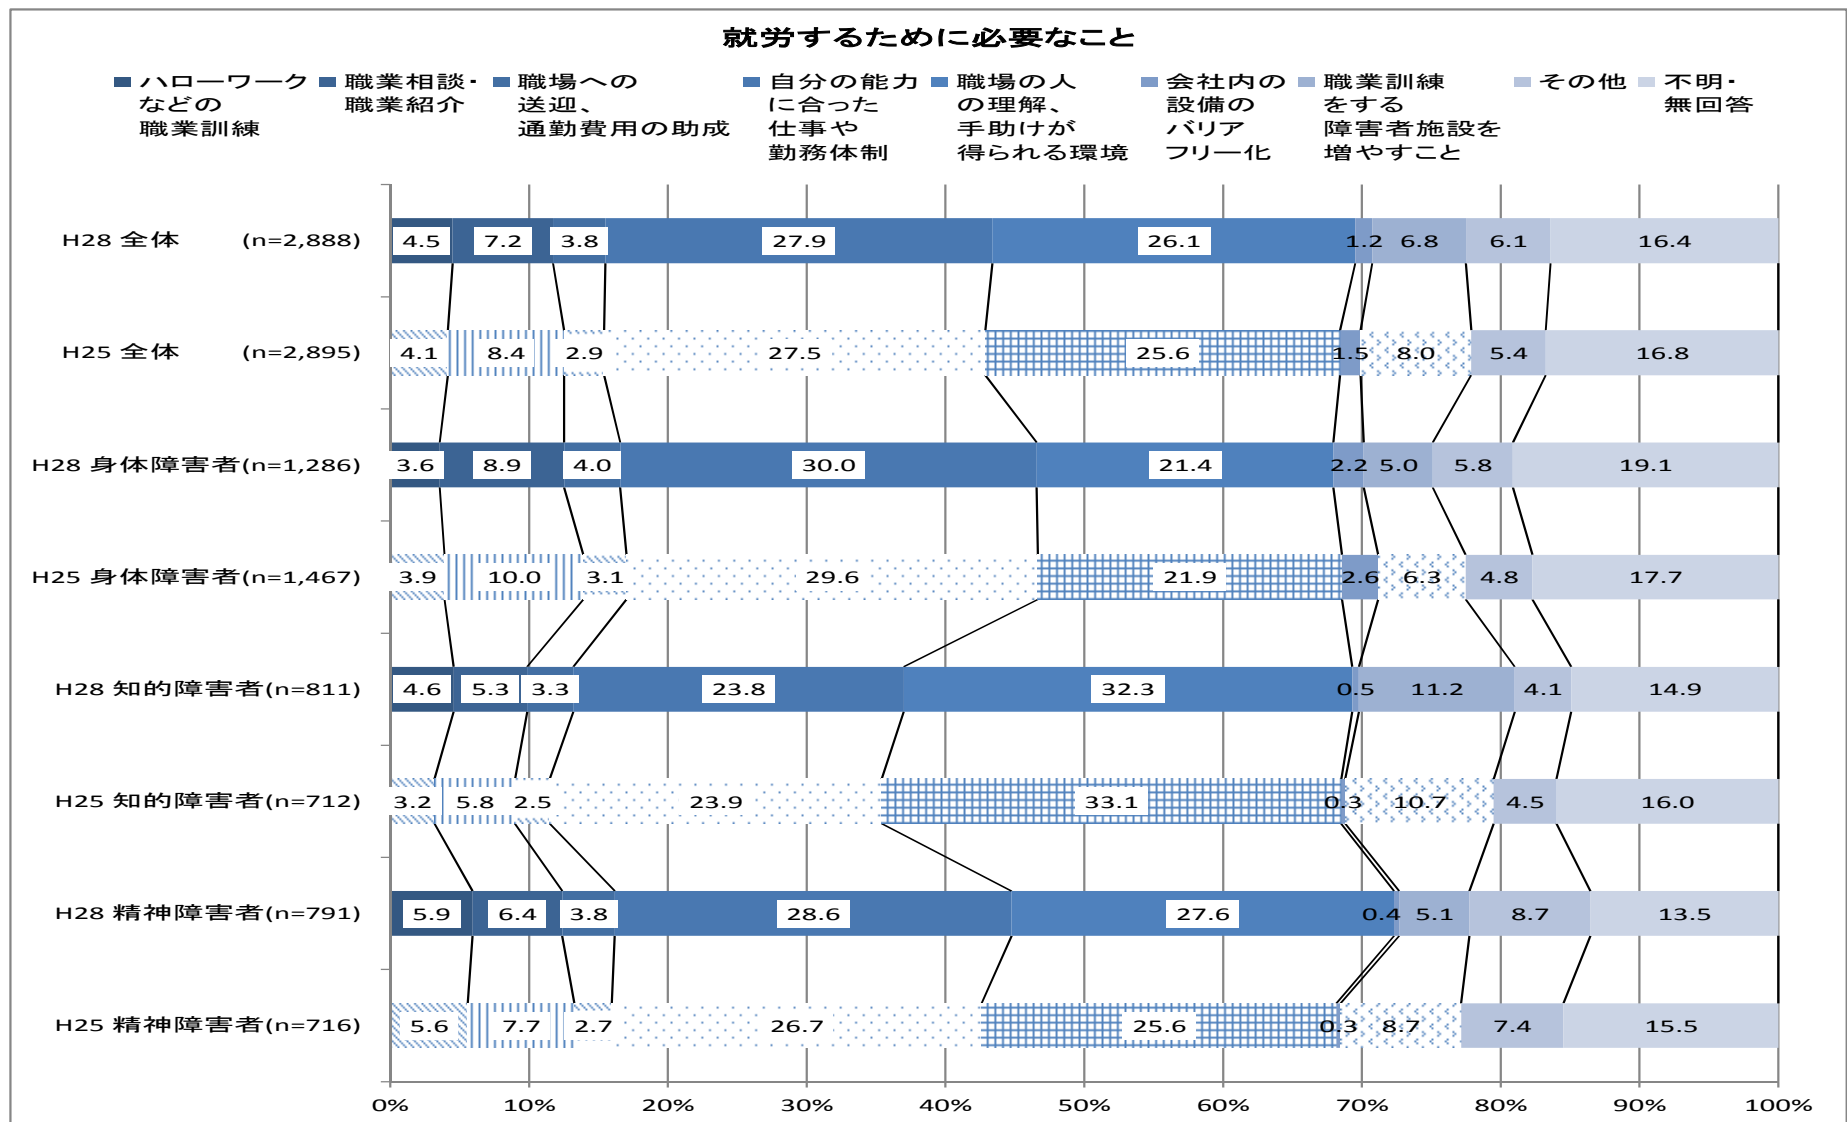 就労するために必要なこと
ハローワーク
などの
職業訓練
職業相談・
職業紹介
職場への
送迎、
通勤費用の助成
自分の能力
に合った
仕事や
勤務体制
職場の人
の理解、
手助けが
得られる環境
会社内の
設備の
バリア
フリー化
職業訓練
をする
障害者施設を
増やすこと
その他
不明・
無回答
H28 全体 (n=2,888) 4.5 7.2 3.8 27.9 26.1 1.2 6.8 6.1 16.4
H25 全体 (n=2,895) 4.1 8.4 2.9 27.5 25.6 1.5 8.0 5.4 16.8
H28 身体障害者(n=1,286) 3.6 8.9 4.0 30.0 21.4 2.2 5.0 5.8 19.1
H25 身体障害者(n=1,467) 3.9 10.0 3.1 29.6 21.9 2.6 6.3 4.8 17.7
H28 知的障害者(n=811) 4.6 5.3 3.3 23.8 32.3 0.5 11.2 4.1 14.9
H25 知的障害者(n=712) 3.2 5.8 2.5 23.9 33.1 0.3 10.7 4.5 16.0
H28 精神障害者(n=791) 5.9 6.4 3.8 28.6 27.6 0.4 5.1 8.7 13.5
H25 精神障害者(n=716) 5.6 7.7 2.7 26.7 25.6 0.3 8.7 7.4 15.5
0% 10% 20% 30% 40% 50% 60% 70% 80% 90% 100%